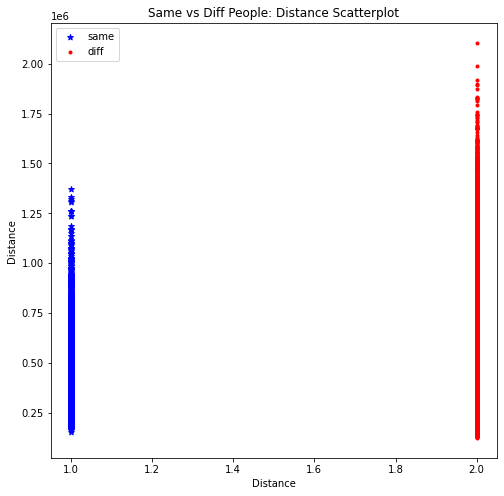 Same vs Diff People: Distance Scatterplot
1e6
same
diff
2.00
1.75
1.50
1.25
1.00
0.75
0.50
0.25
Distance
1.0 1.2 1.4 1.6 1.8 2.0
Distance